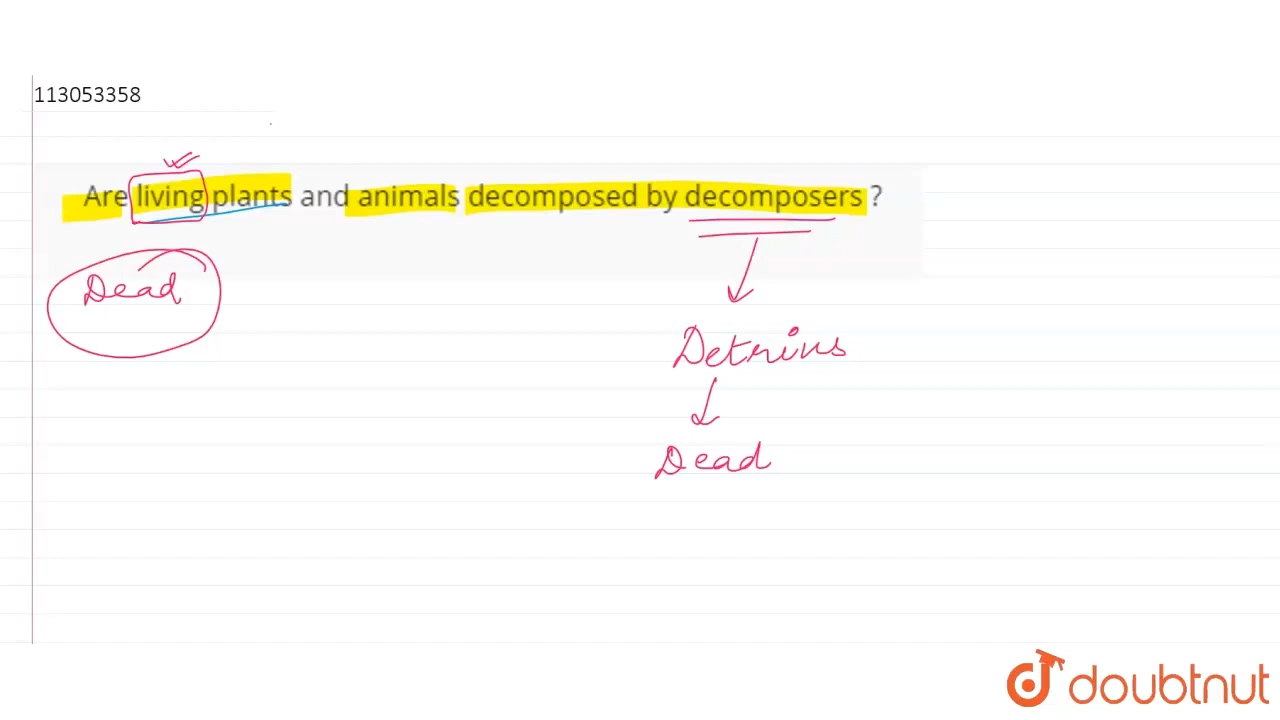 113053358
Are living plants and animals decomposed by decomposers ?
Dead
Detrius
Dead
doubtnut